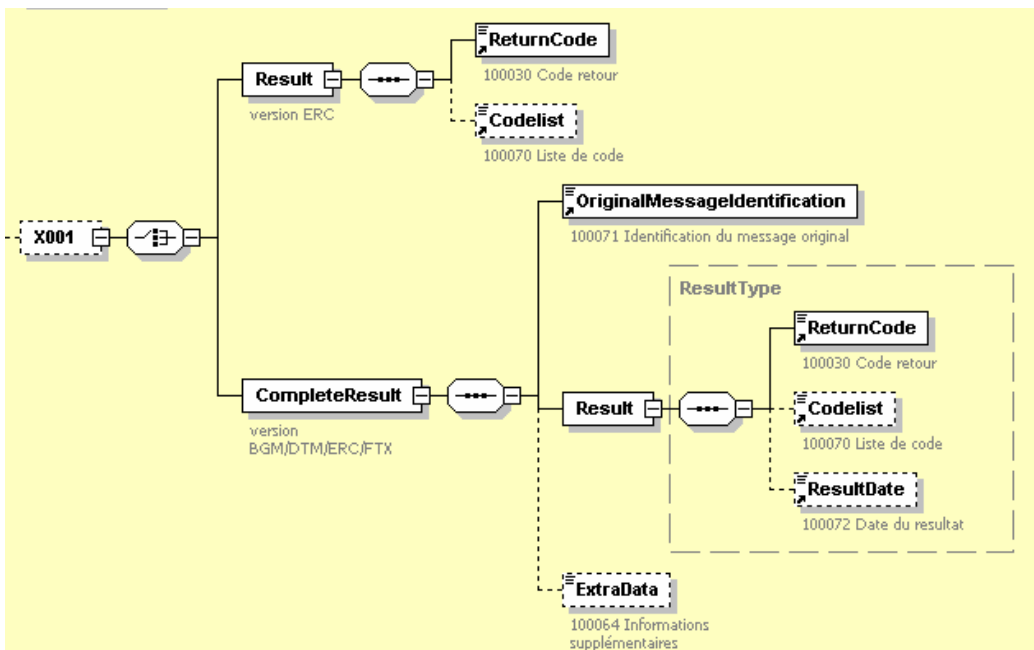 ReturnCode
100030 Code retour
Result
version ERC
Codelist
100070 Liste de code
X001
OriginalMessageIdentification
100071 Identification du message original
ResultType
ReturnCode
100030 Code retour
CompleteResult
version
BGM/DTM/ERC/FTX
Result
Codelist
100070 Liste de code
ResultDate
100072 Date du resultat
ExtraData
100064 Informations
supplémentaires